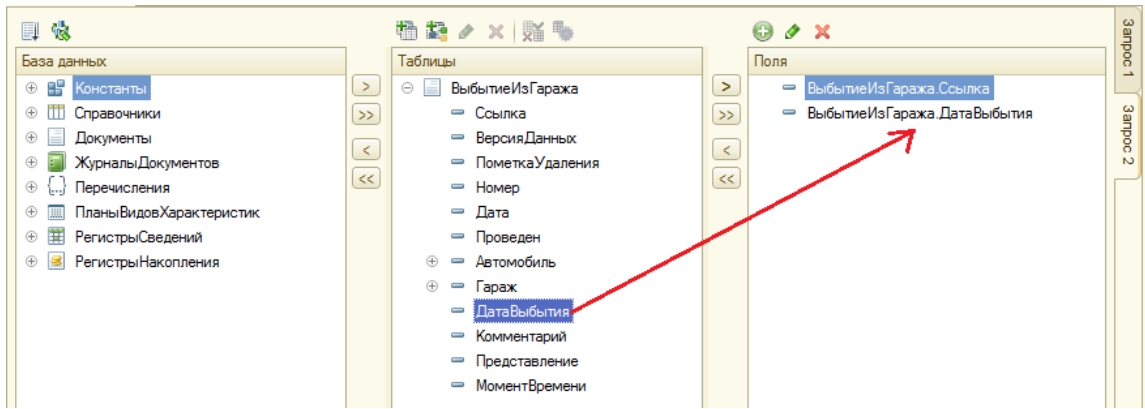 База данных
Константы
Справочники
Документы
ЖурналыДокументов
Перечисления
ПланыВидовХарактеристик
РегистрыСведений
РегистрыНакопления
>
>>
<
<<
Таблицы
ВыбытиеИзГаража
Ссылка
ВерсияДанных
ПометкаУдаления
Номер
Дата
Проведен
Автомобиль
Гараж
ДатаВыбытия
Комментарий
Представление
МоментВремени
>
>>
<
<<
Поля
ВыбытиеИзГаража.Ссылка
ВыбытиеИзГаража.ДатаВыбытия
Запрос 1
Запрос 2